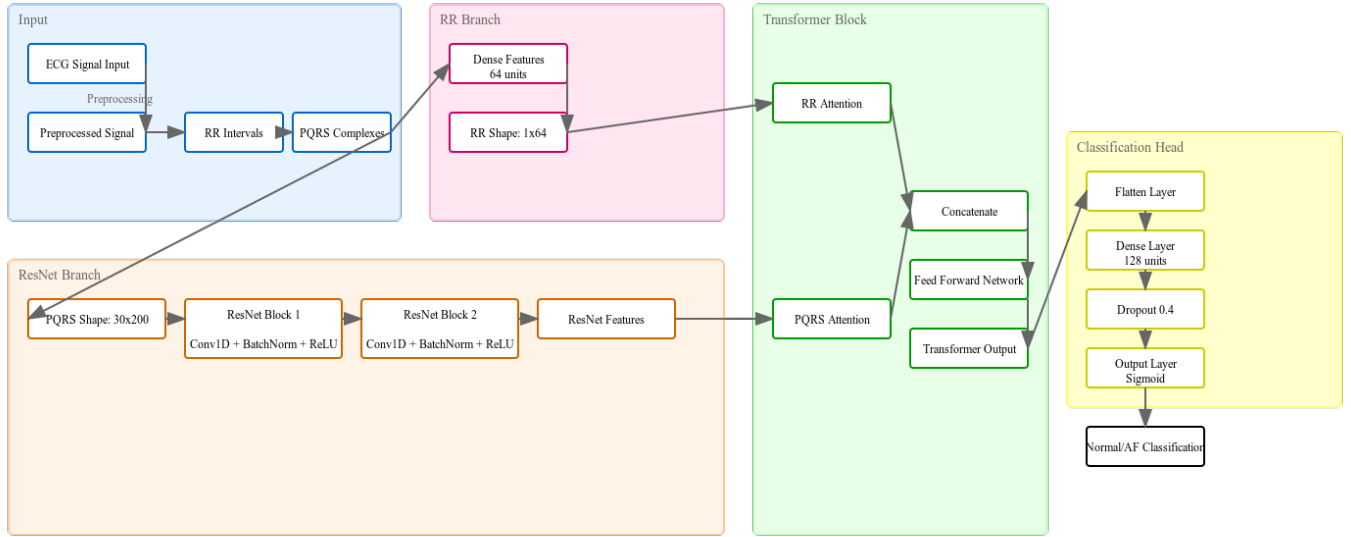 Input
ECG Signal Input
Preprocessing
Preprocessed Signal
RR Intervals
PQRS Complexes
RR Branch
Dense Features
64 units
RR Shape: 1x64
ResNet Branch
PQRS Shape: 30x200
ResNet Block 1
Conv1D + BatchNorm + ReLU
ResNet Block 2
Conv1D + BatchNorm + ReLU
ResNet Features
Transformer Block
RR Attention
PQRS Attention
Concatenate
Feed Forward Network
Transformer Output
Classification Head
Flatten Layer
Dense Layer
128 units
Dropout 0.4
Output Layer
Sigmoid
Normal/AF Classification